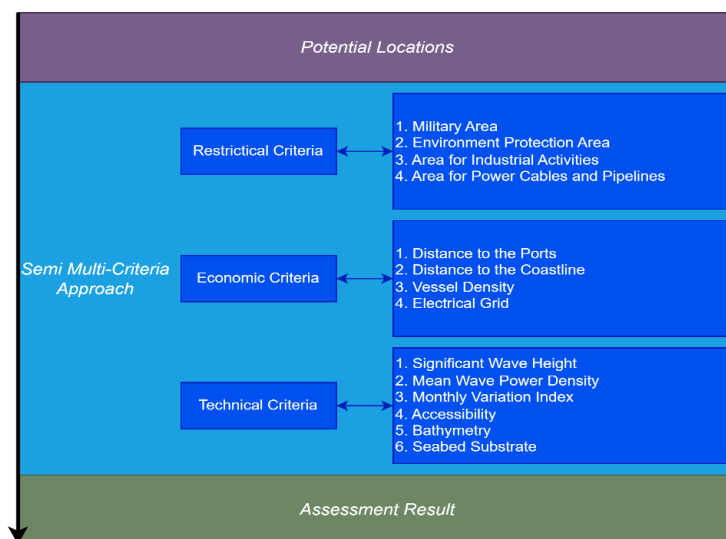 Potential Locations
Semi Multi-Criteria
Approach
Restrictical Criteria
1. Military Area
2. Environment Protection Area
3. Area for Industrial Activities
4. Area for Power Cables and Pipelines
Economic Criteria
1. Distance to the Ports
2. Distance to the Coastline
3. Vessel Density
4. Electrical Grid
Technical Criteria
1. Significant Wave Height
2. Mean Wave Power Density
3. Monthly Variation Index
4. Accessibility
5. Bathymetry
6. Seabed Substrate
Assessment Result